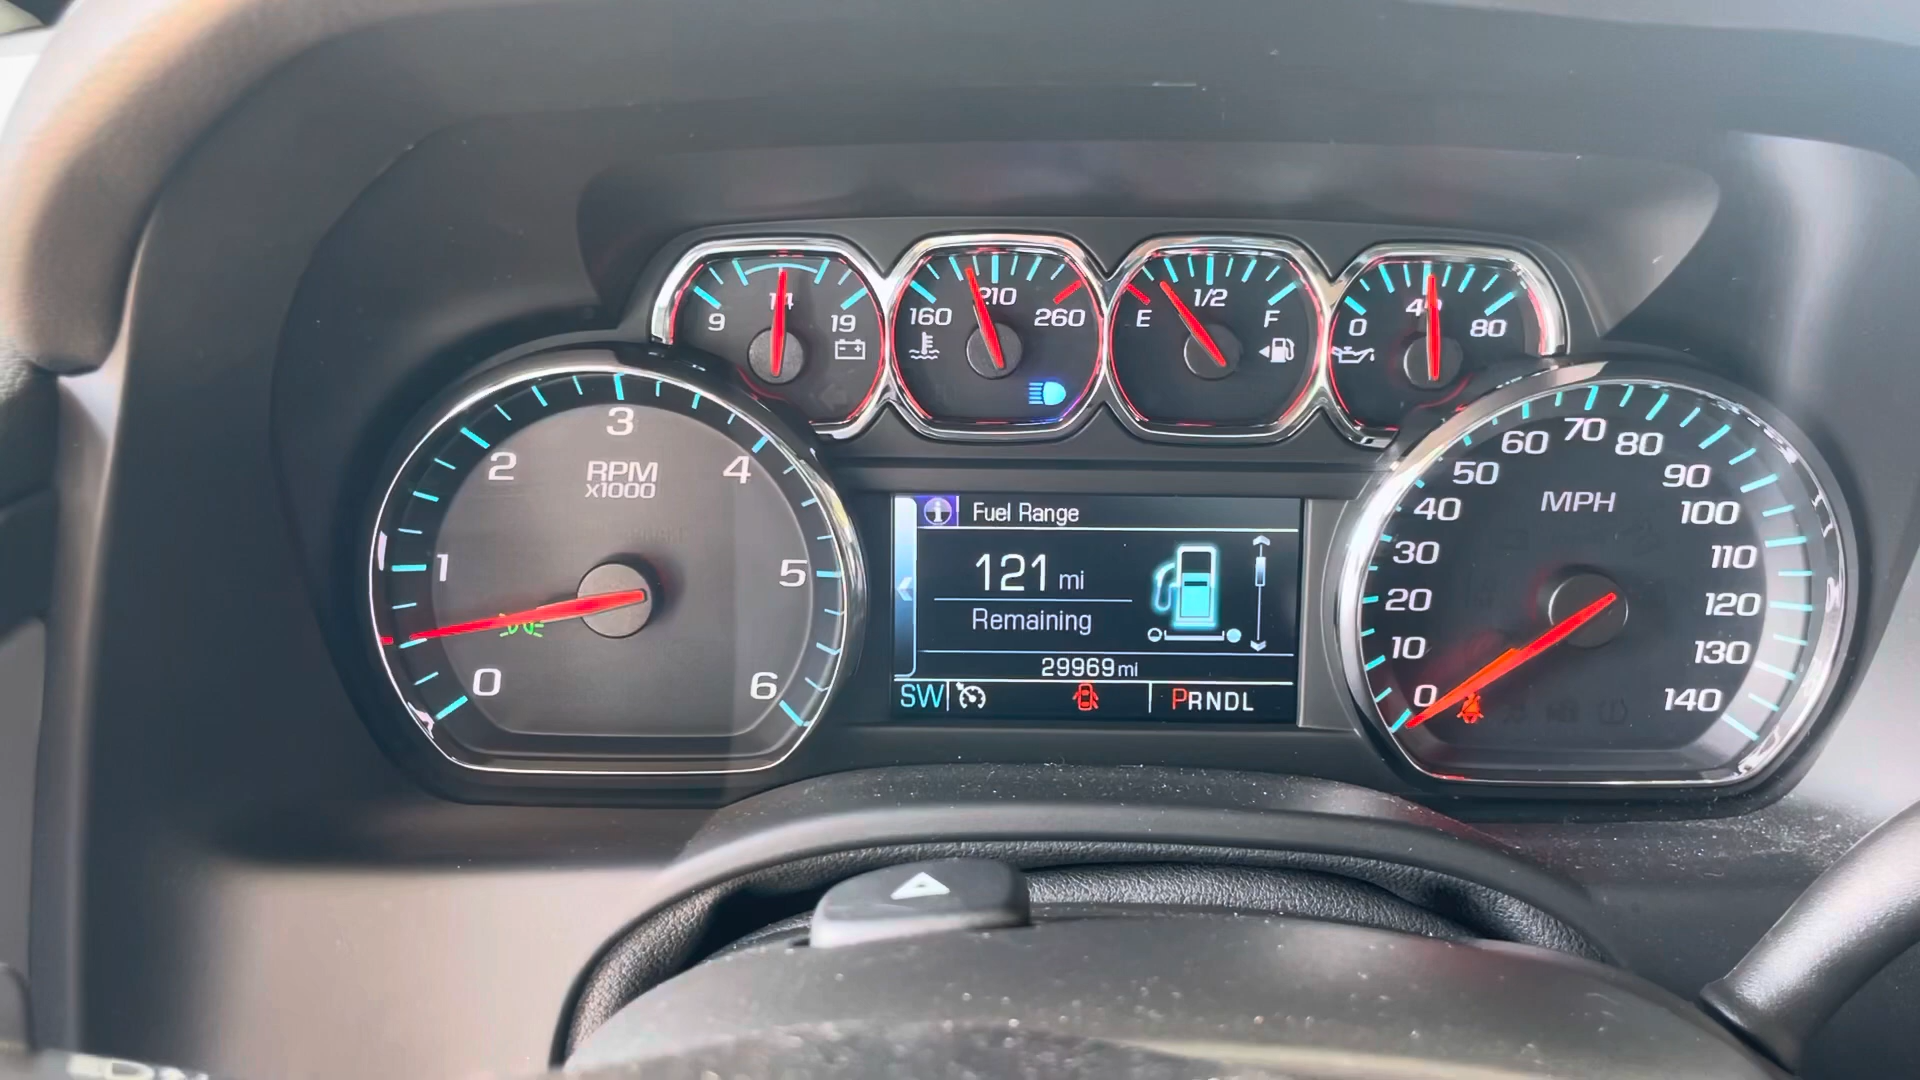 9 14 19
160 210 260
E 1/2 F
0 40 80
0 1 2 3 4 5 6
RPM
x1000
Fuel Range
121 mi
Remaining
29969mi
SW PRNDL
0 10 20 30 40 50 60 70 80 90 100 110 120 130 140
MPH